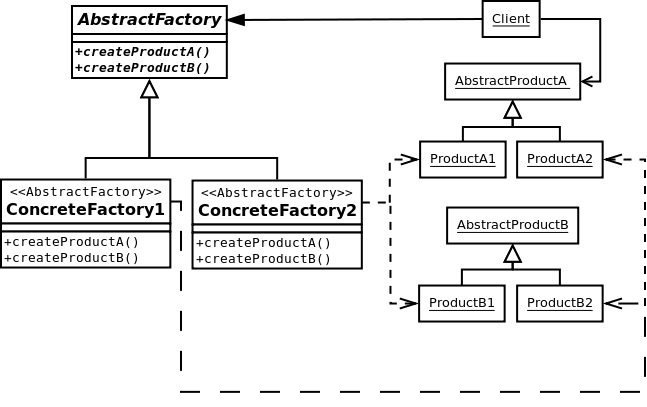 AbstractFactory
+createProductA()
+createProductB()
Client
AbstractProductA
ProductA1
ProductA2
<<AbstractFactory>>
ConcreteFactory1
+createProductA()
+createProductB()
<<AbstractFactory>>
ConcreteFactory2
+createProductA()
+createProductB()
AbstractProductB
ProductB1
ProductB2